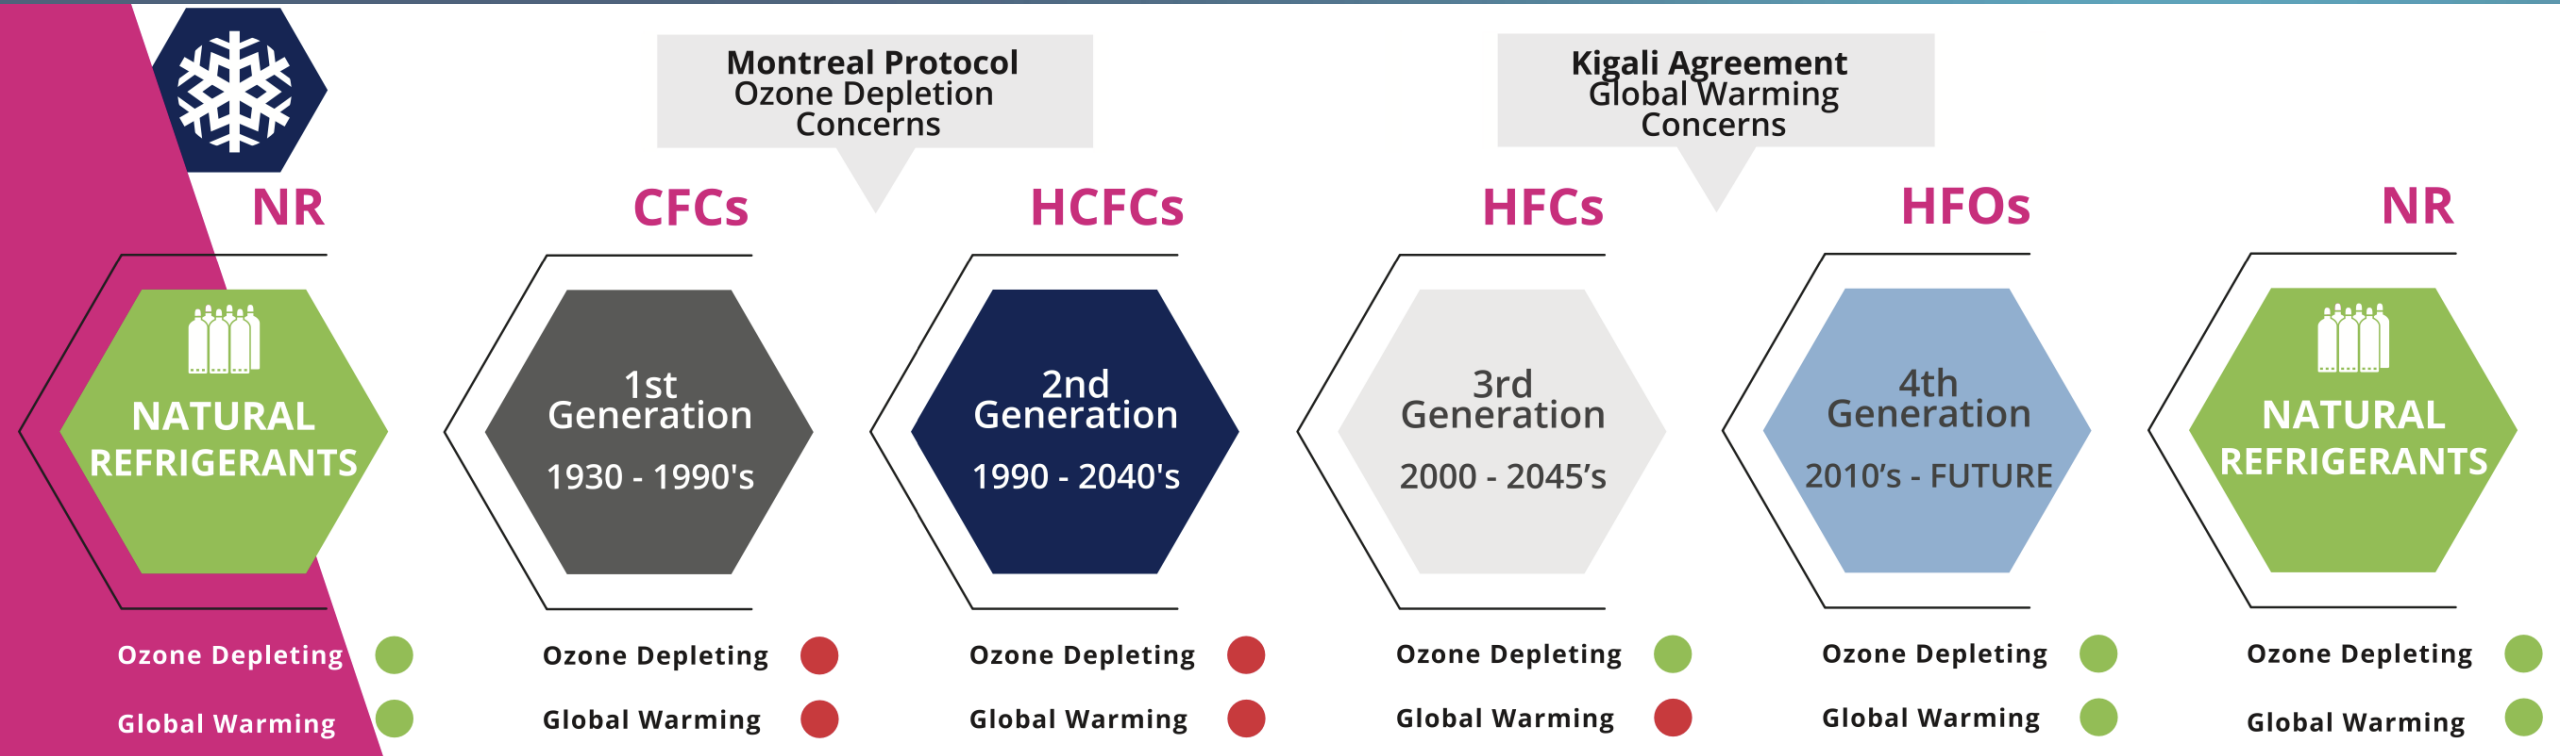 Montreal Protocol
Ozone Depletion
Concerns
Kigali Agreement
Global Warming
Concerns
NR
CFCs
HCFCs
HFCs
HFOs
NR
NATURAL
REFRIGERANTS
1st
Generation
1930 - 1990's
2nd
Generation
1990 - 2040's
3rd
Generation
2000 - 2045’s
4th
Generation
2010’s - FUTURE
NATURAL
REFRIGERANTS
Ozone Depleting
Global Warming
Ozone Depleting
Global Warming
Ozone Depleting
Global Warming
Ozone Depleting
Global Warming
Ozone Depleting
Global Warming
Ozone Depleting
Global Warming